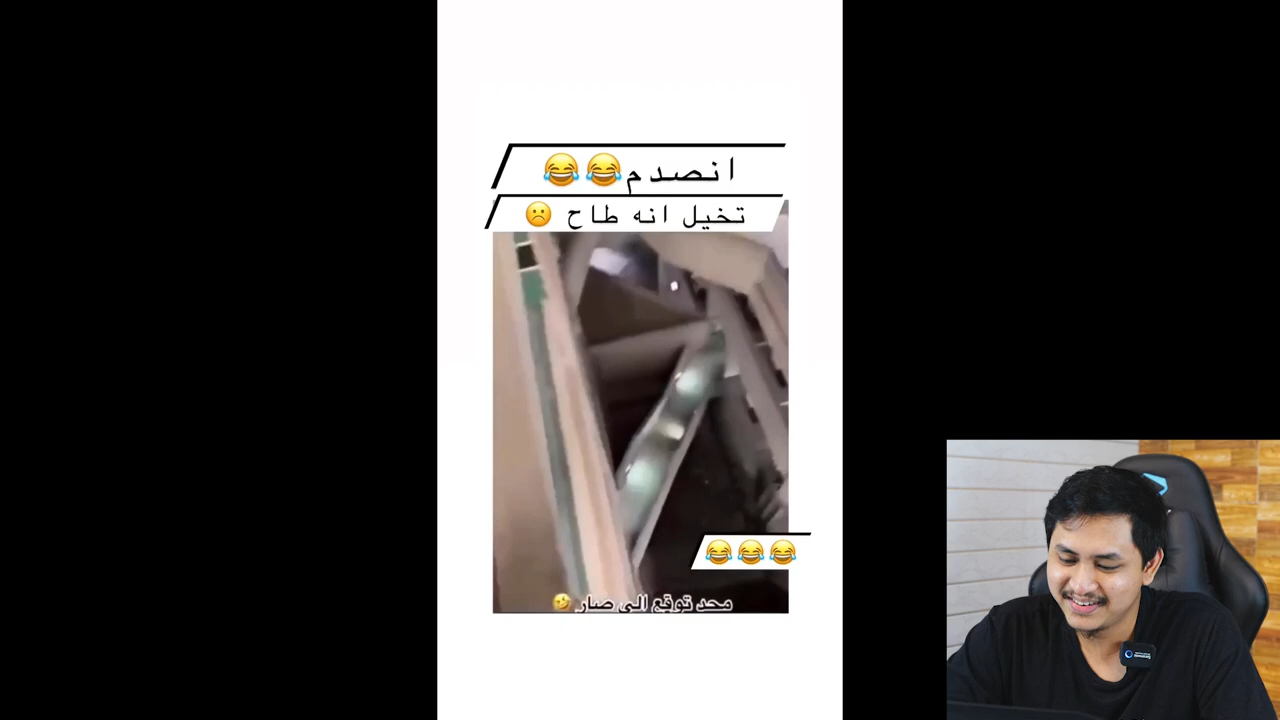 انصدم😂😂
تخيل انه طاح ☹️
😂😂😂
محد توقع الي صار 🤣